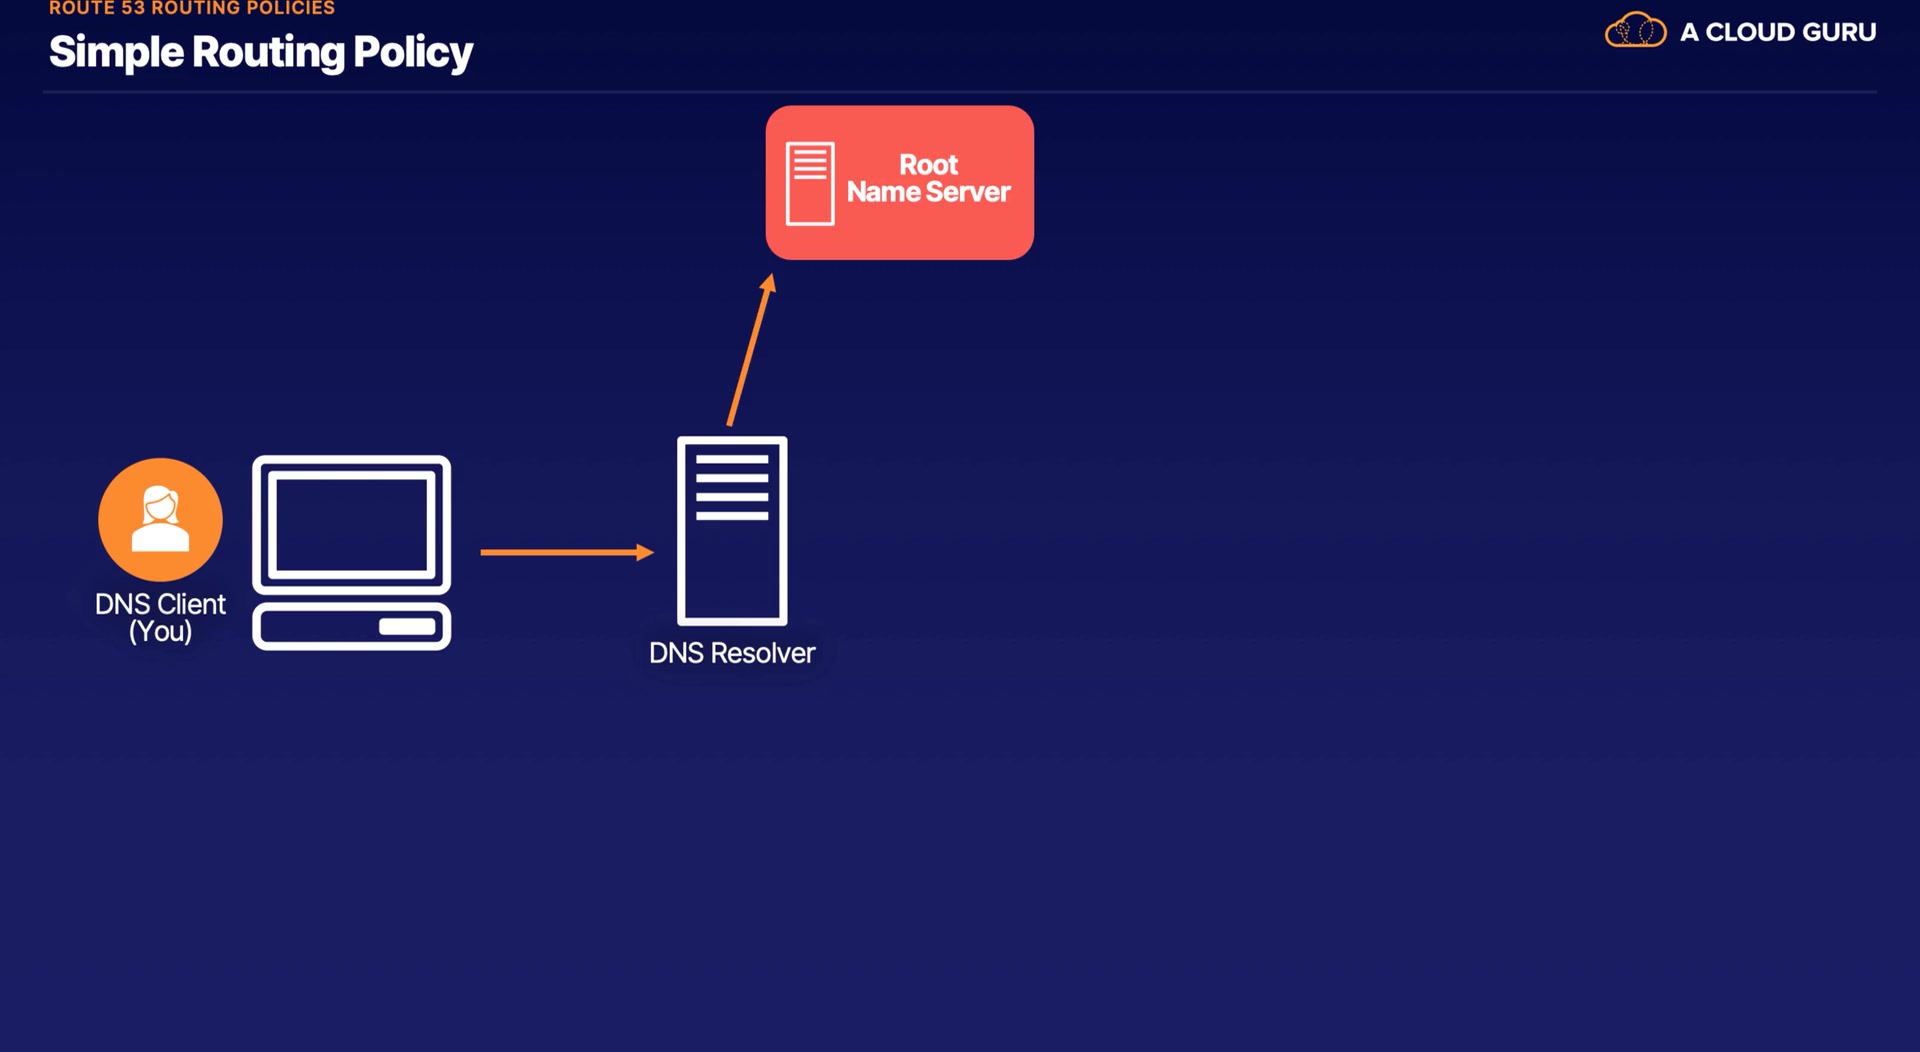 ROUTE 53 ROUTING POLICIES
Simple Routing Policy
A CLOUD GURU
Root
Name Server
DNS Client
(You)
DNS Resolver